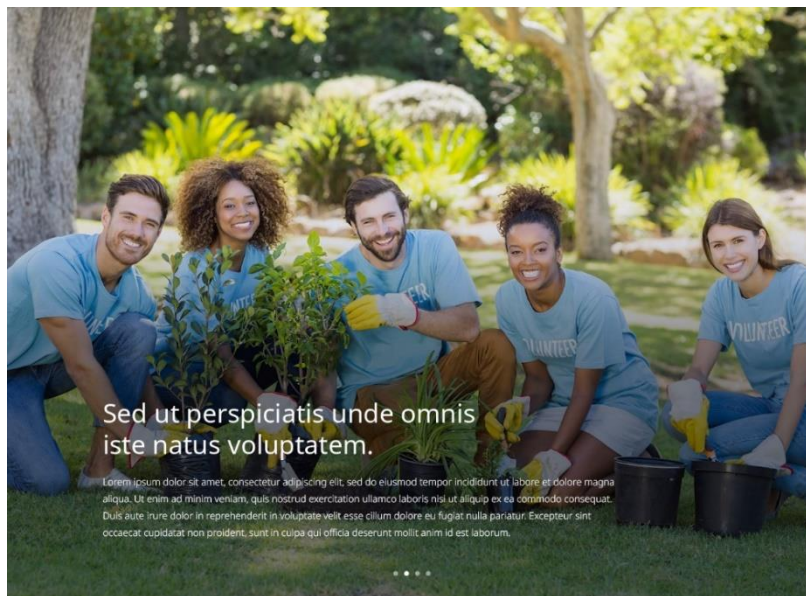 VOLUNTEER
VOLUNTEER
Sed ut perspiciatis unde omnis
iste natus voluptatem.
Lorem ipsum dolor sit amet, consectetur adipiscing elit, sed do eiusmod tempor incididunt ut labore et dolore magna
aliqua. Ut enim ad minim veniam, quis nostrud exercitation ullamco laboris nisi ut aliquip ex ea commodo consequat.
Duis aute irure dolor in reprehenderit in voluptate velit esse cillum dolore eu fugiat nulla pariatur. Excepteur sint
occaecat cupidatat non proident, sunt in culpa qui officia deserunt mollit anim id est laborum.